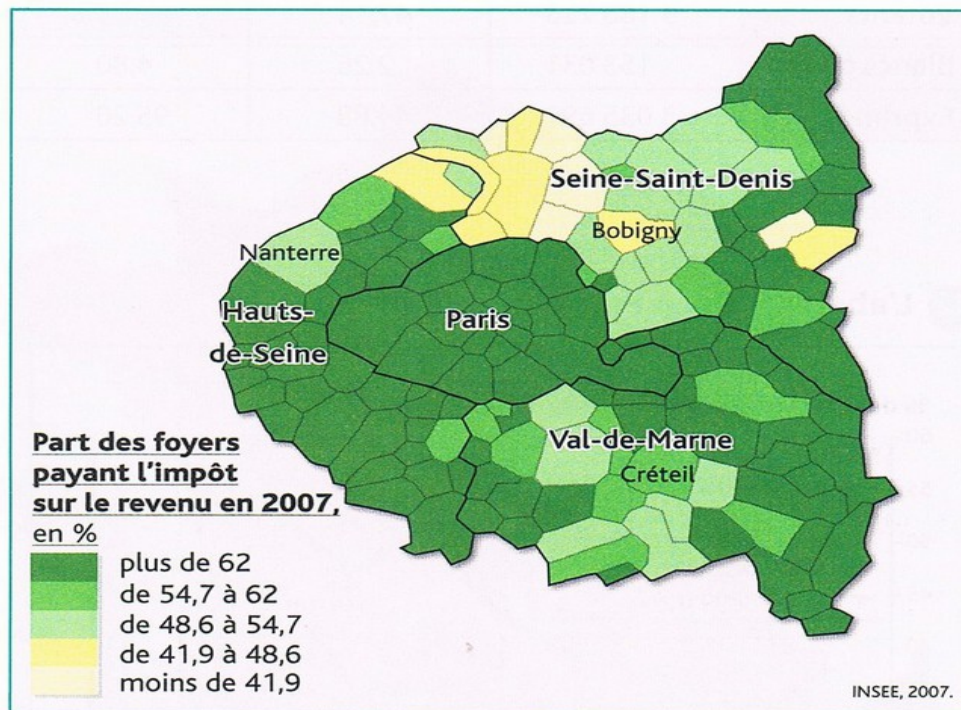 Seine-Saint-Denis
Bobigny
Nanterre
Hauts-
de-Seine
Paris
Val-de-Marne
Créteil
Part des foyers
payant l'impôt
sur le revenu en 2007,
en %
plus de 62
de 54,7 à 62
de 48,6 à 54,7
de 41,9 à 48,6
moins de 41,9
INSEE, 2007.